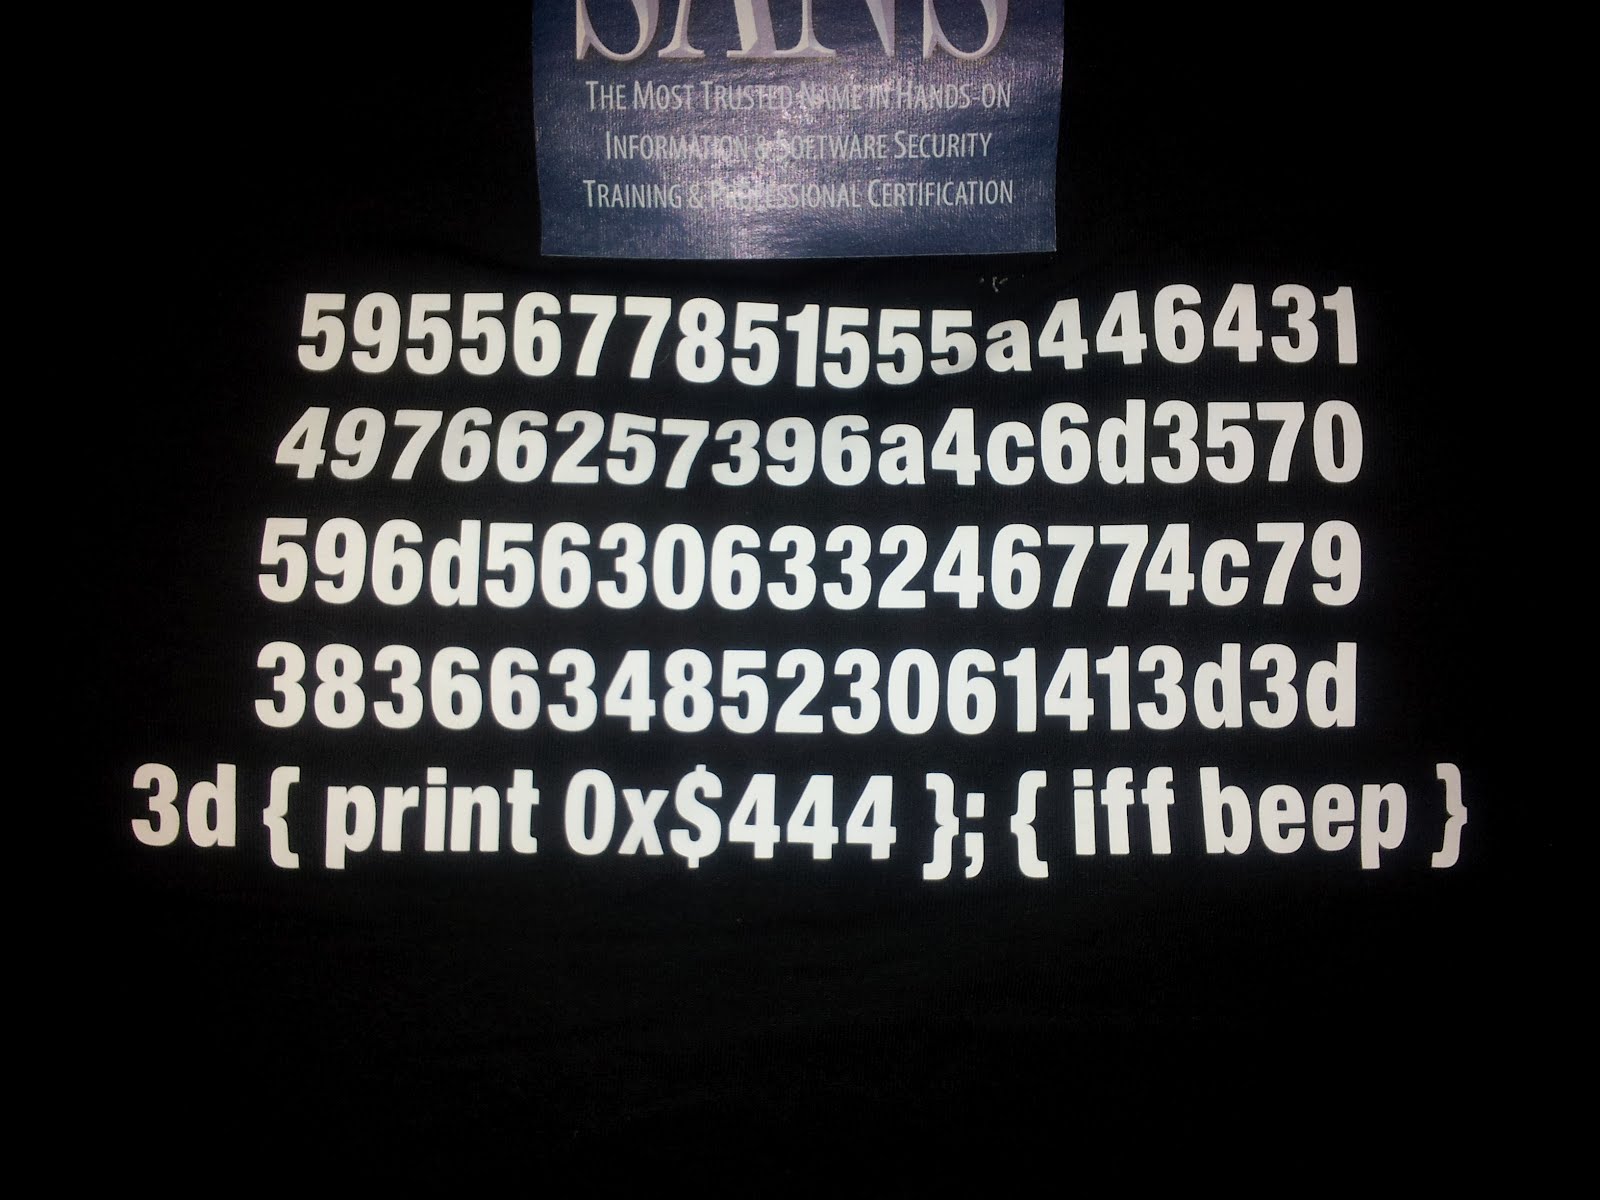 SANS
THE MOST TRUSTED NAME IN HANDS-ON
INFORMATION & SOFTWARE SECURITY
TRAINING & PROFESSIONAL CERTIFICATION
5955677851555a446431
49766257396a4c6d3570
596d5630633246774c79
38366348523061413d3d
3d { print 0x$444 }; { iff beep }